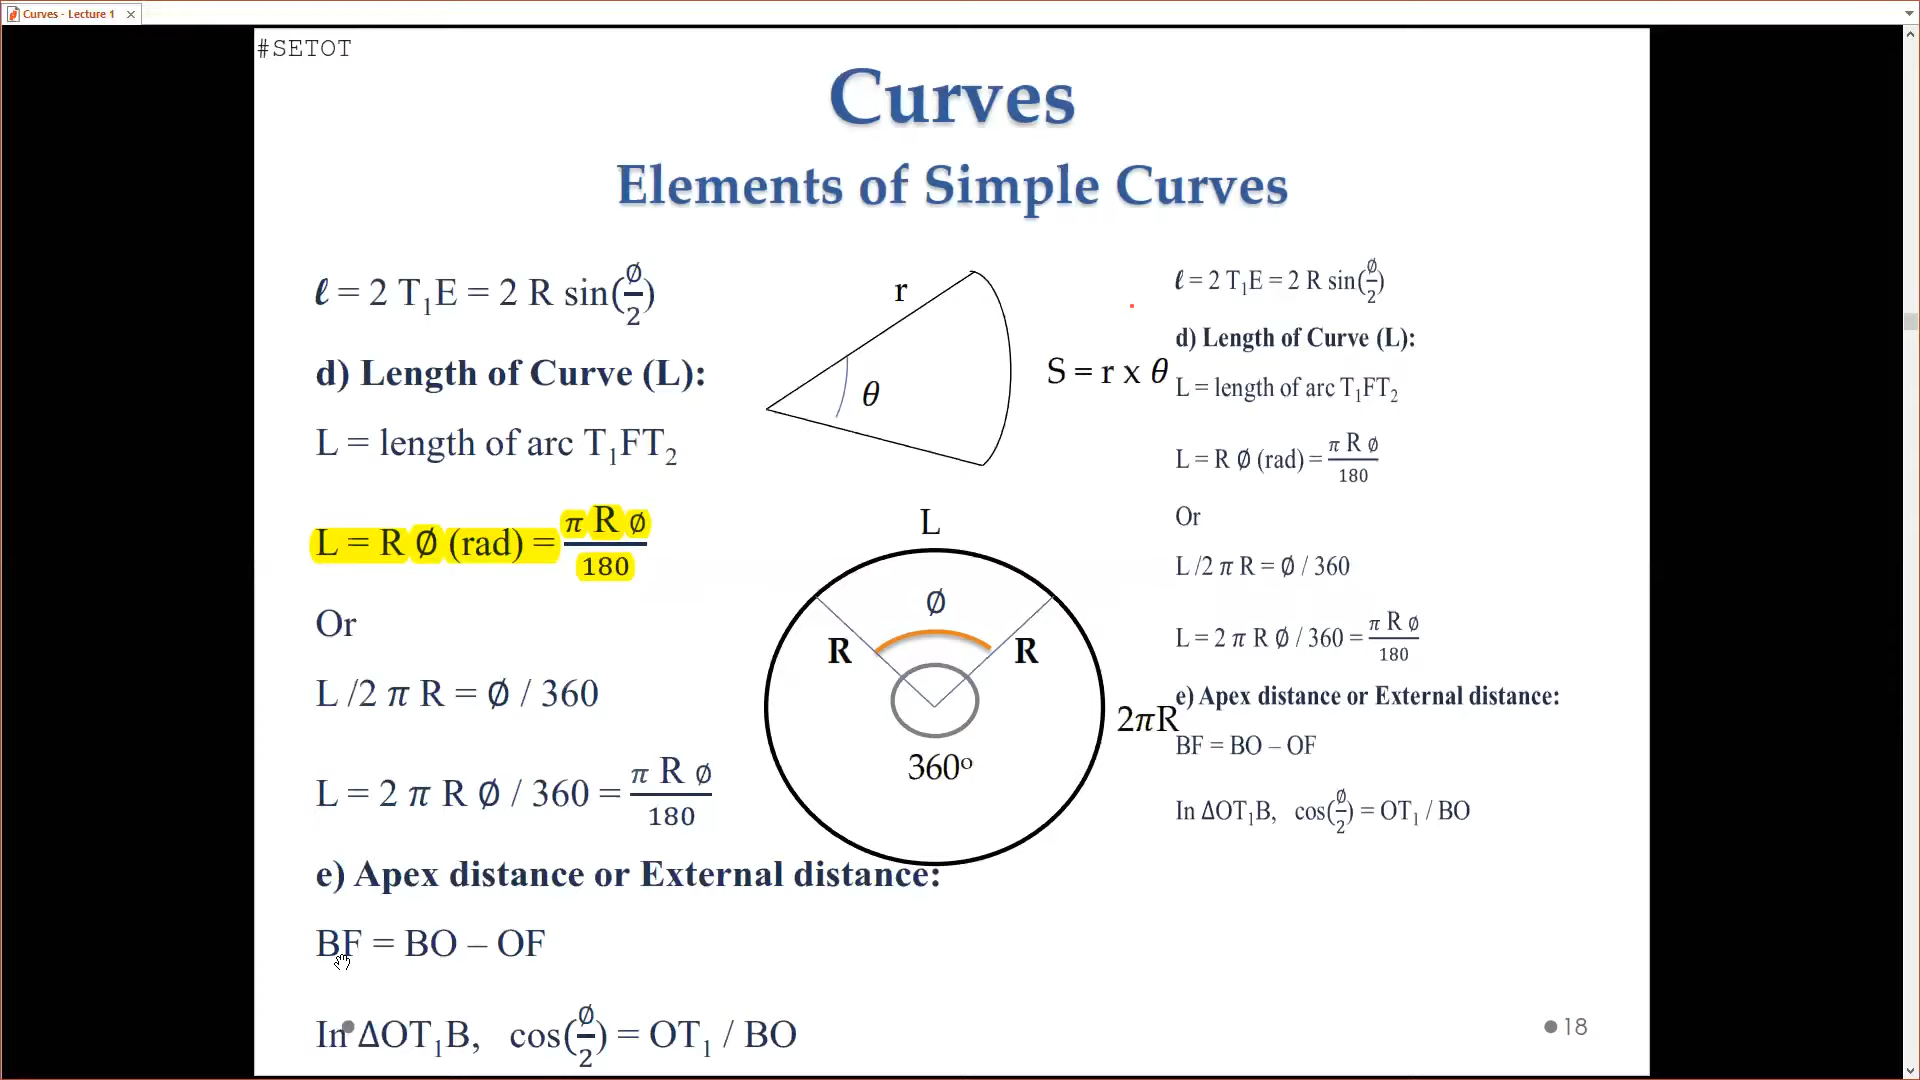 Curves - Lecture 1
#SETOT
Curves
Elements of Simple Curves
ℓ = 2 T₁E = 2 R sin(∅/2)
d) Length of Curve (L):
L = length of arc T₁FT₂
L = R ∅ (rad) = π R ∅ / 180
Or
L /2 π R = ∅ / 360
L = 2 π R ∅ / 360 = π R ∅ / 180
e) Apex distance or External distance:
BF = BO – OF
In ΔOT₁B, cos(∅/2) = OT₁ / BO
r
θ
S = r x θ
L
∅
R
R
360º
2πR
ℓ = 2 T₁E = 2 R sin(∅/2)
d) Length of Curve (L):
L = length of arc T₁FT₂
L = R ∅ (rad) = π R ∅ / 180
Or
L /2 π R = ∅ / 360
L = 2 π R ∅ / 360 = π R ∅ / 180
e) Apex distance or External distance:
BF = BO – OF
In ΔOT₁B, cos(∅/2) = OT₁ / BO
18